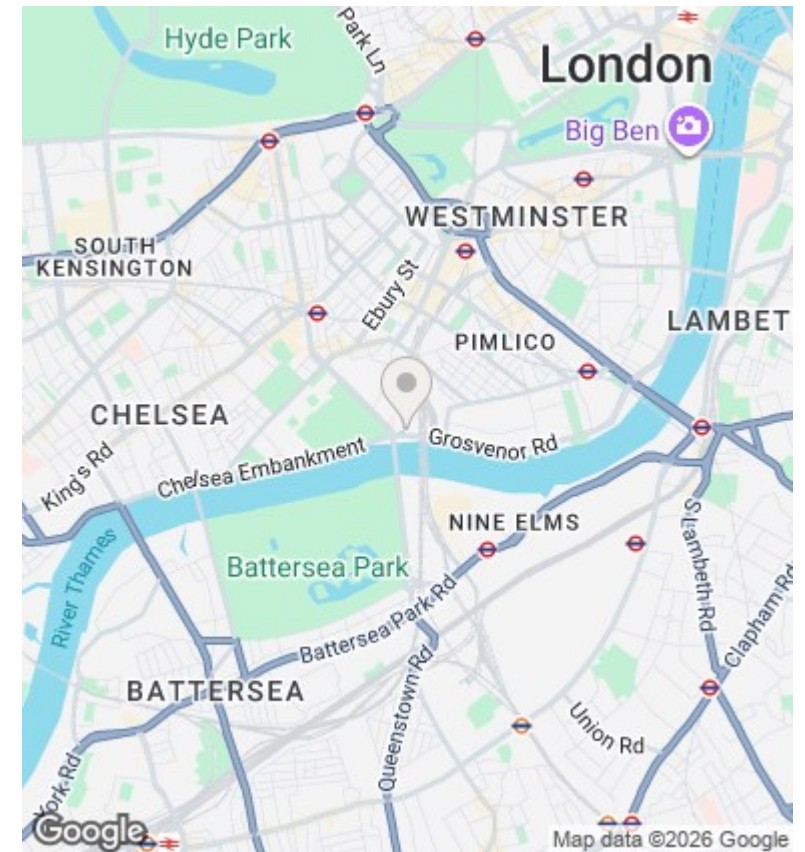 Hyde Park
Park Ln
London
Big Ben
WESTMINSTER
SOUTH
KENSINGTON
Ebury St
PIMLICO
LAMBET
CHELSEA
King's Rd
Chelsea Embankment
Grosvenor Rd
NINE ELMS
River Thames
Battersea Park
S Lambeth Rd
Clapham Rd
Battersea Park Rd
BATTERSEA
Queenstown Rd
Union Rd
York Rd
Google
Map data ©2026 Google